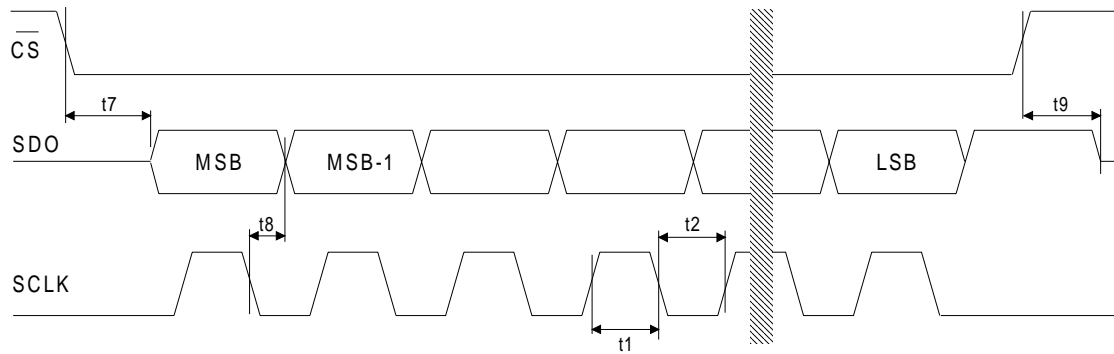 CS
t7
t9
SDO
MSB
MSB-1
LSB
t8
t2
SCLK
t1